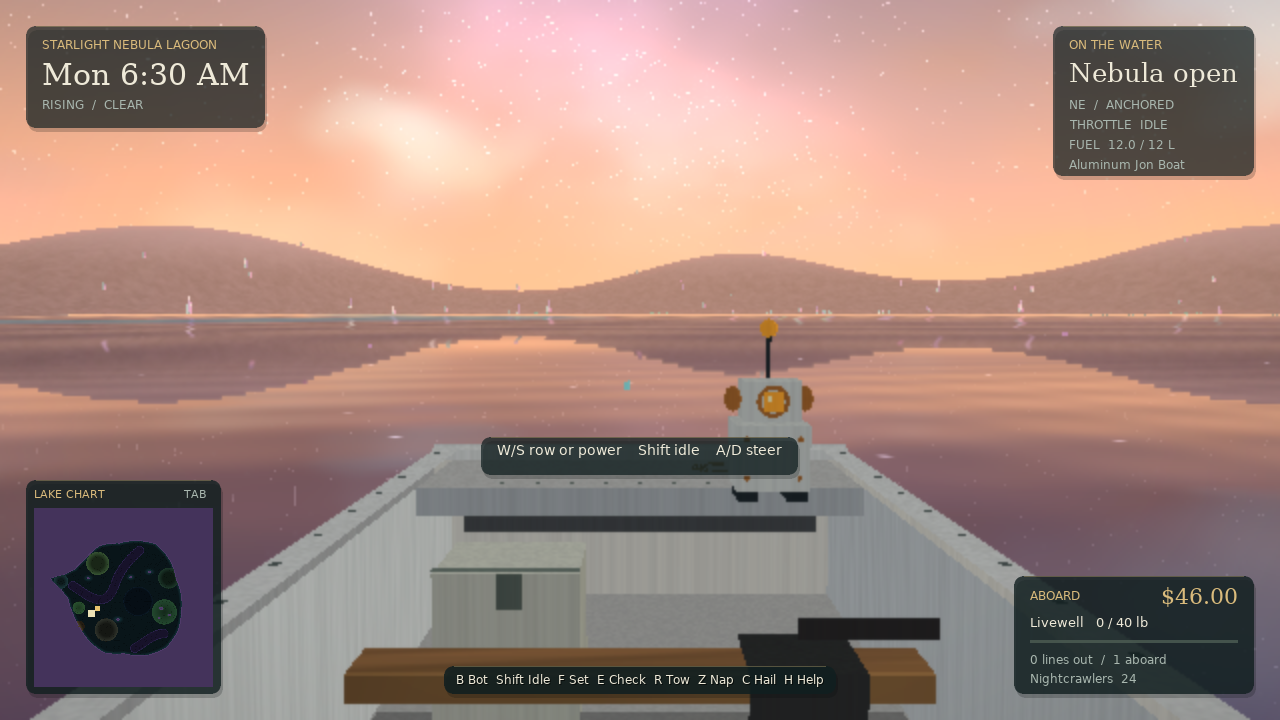 STARLIGHT NEBULA LAGOON
Mon 6:30 AM
RISING / CLEAR
ON THE WATER
Nebula open
NE / ANCHORED
THROTTLE IDLE
FUEL 12.0 / 12 L
Aluminum Jon Boat
W/S row or power Shift idle A/D steer
LAKE CHART TAB
ABOARD $46.00
Livewell 0 / 40 lb
0 lines out / 1 aboard
Nightcrawlers 24
B Bot Shift Idle F Set E Check R Tow Z Nap C Hail H Help